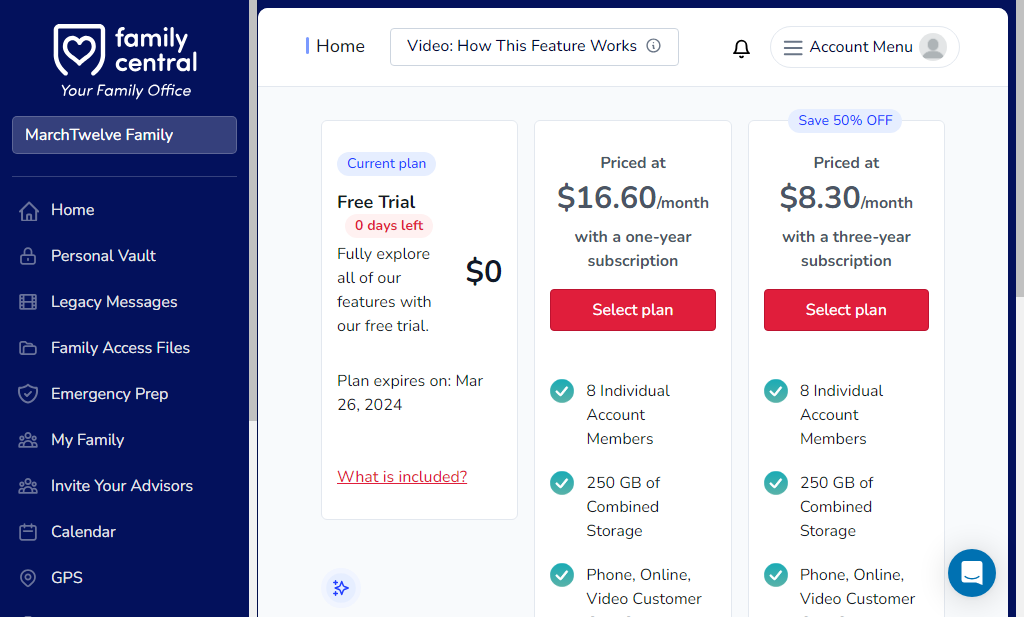 family
central
Your Family Office
MarchTwelve Family
Home
Personal Vault
Legacy Messages
Family Access Files
Emergency Prep
My Family
Invite Your Advisors
Calendar
GPS
Home
Video: How This Feature Works
Account Menu
Current plan
Free Trial
0 days left
Fully explore
all of our
features with
our free trial.
$0
Plan expires on: Mar
26, 2024
What is included?
Priced at
$16.60/month
with a one-year
subscription
Select plan
8 Individual
Account
Members
250 GB of
Combined
Storage
Phone, Online,
Video Customer
Save 50% OFF
Priced at
$8.30/month
with a three-year
subscription
Select plan
8 Individual
Account
Members
250 GB of
Combined
Storage
Phone, Online,
Video Customer